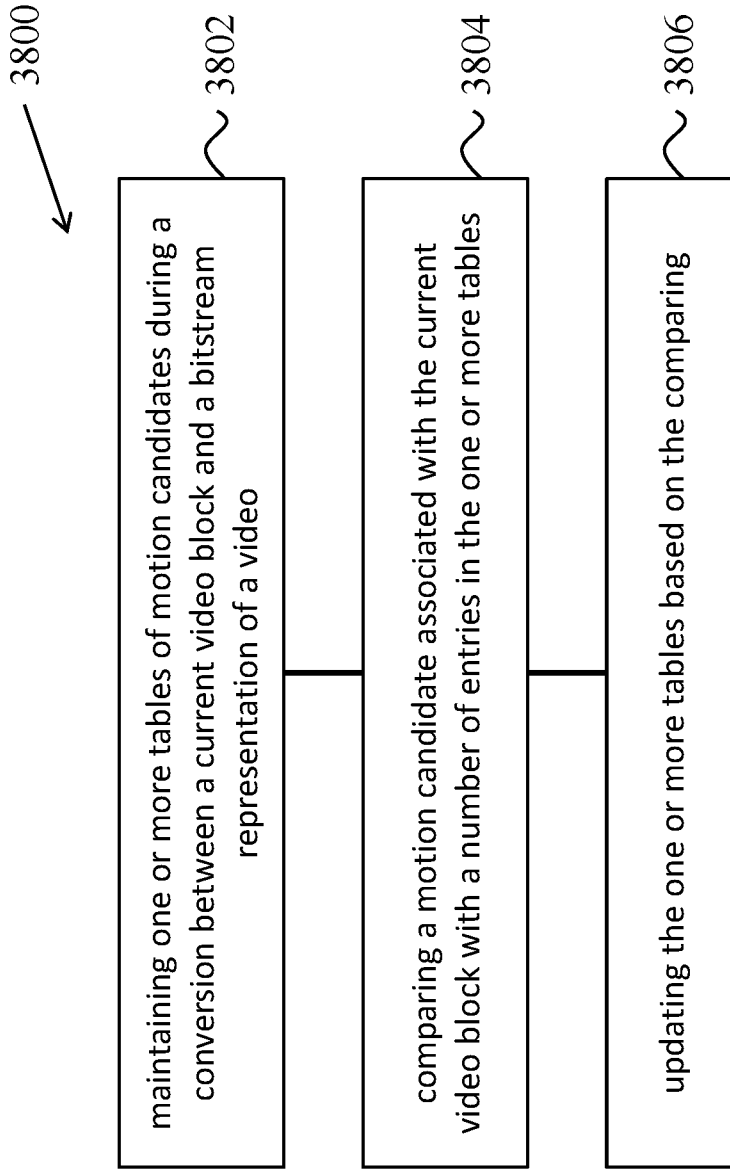 3800
maintaining one or more tables of motion candidates during a
conversion between a current video block and a bitstream
representation of a video
3802
comparing a motion candidate associated with the current
video block with a number of entries in the one or more tables
3804
updating the one or more tables based on the comparing
3806